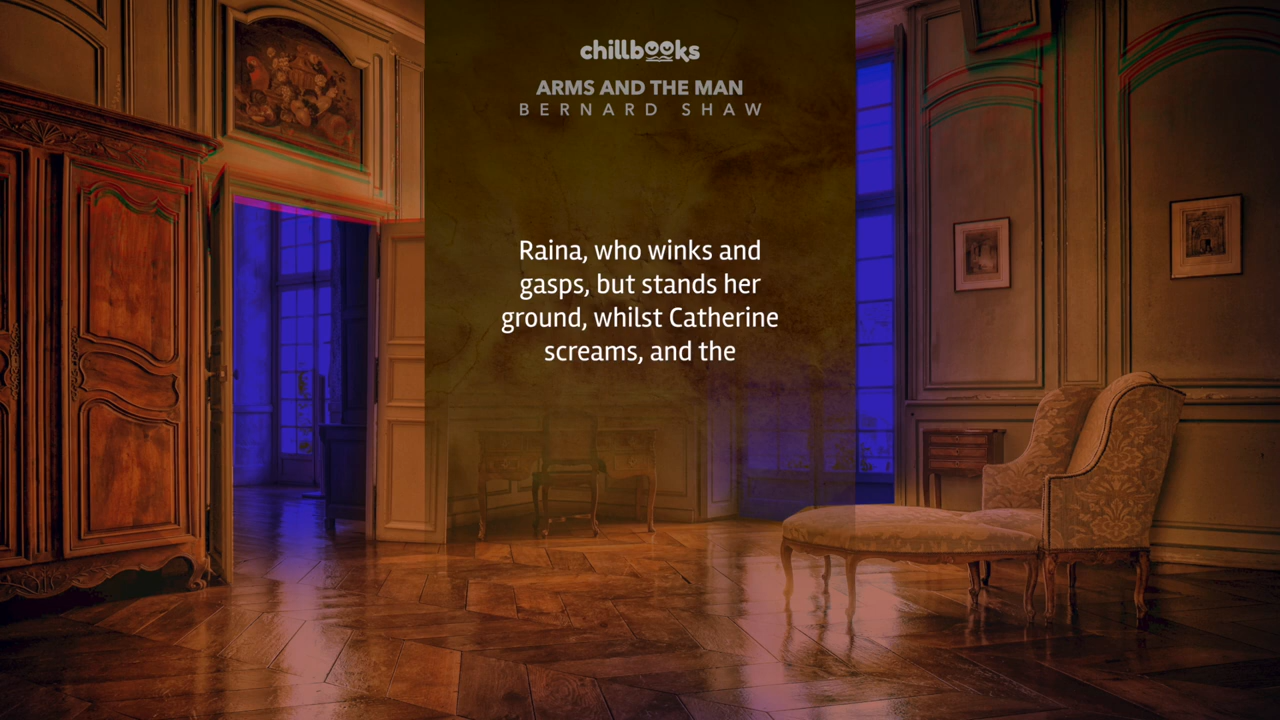 chillbooks
ARMS AND THE MAN
BERNARD SHAW
Raina, who winks and
gasps, but stands her
ground, whilst Catherine
screams, and the